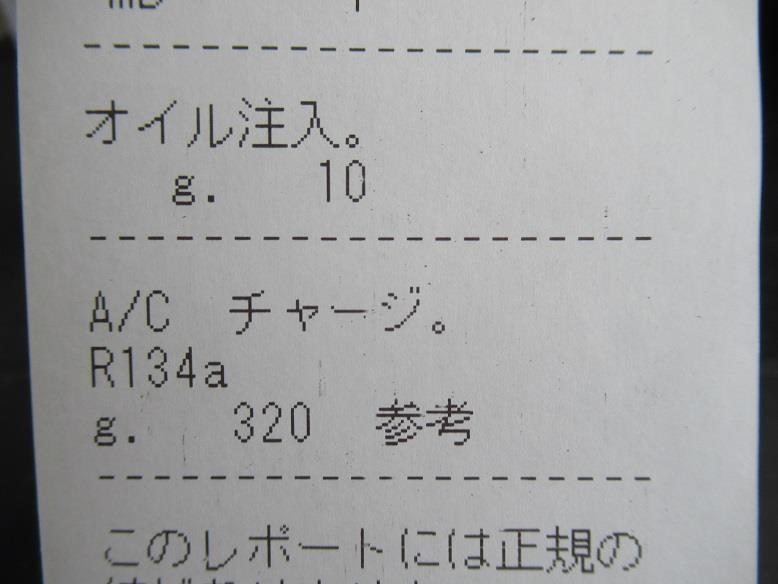 オイル注入。
g. 10
A/C チャージ。
R134a
g. 320 参考
このレポートには正規の